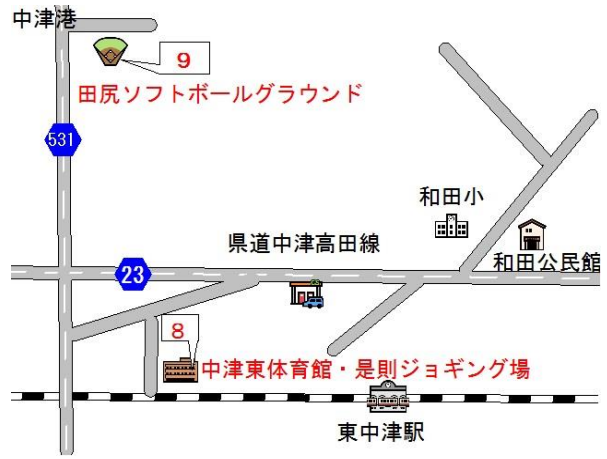 中津港
9
田尻ソフトボールグラウンド
531
和田小
県道中津高田線
和田公民館
23
8
中津東体育館・是則ジョギング場
東中津駅